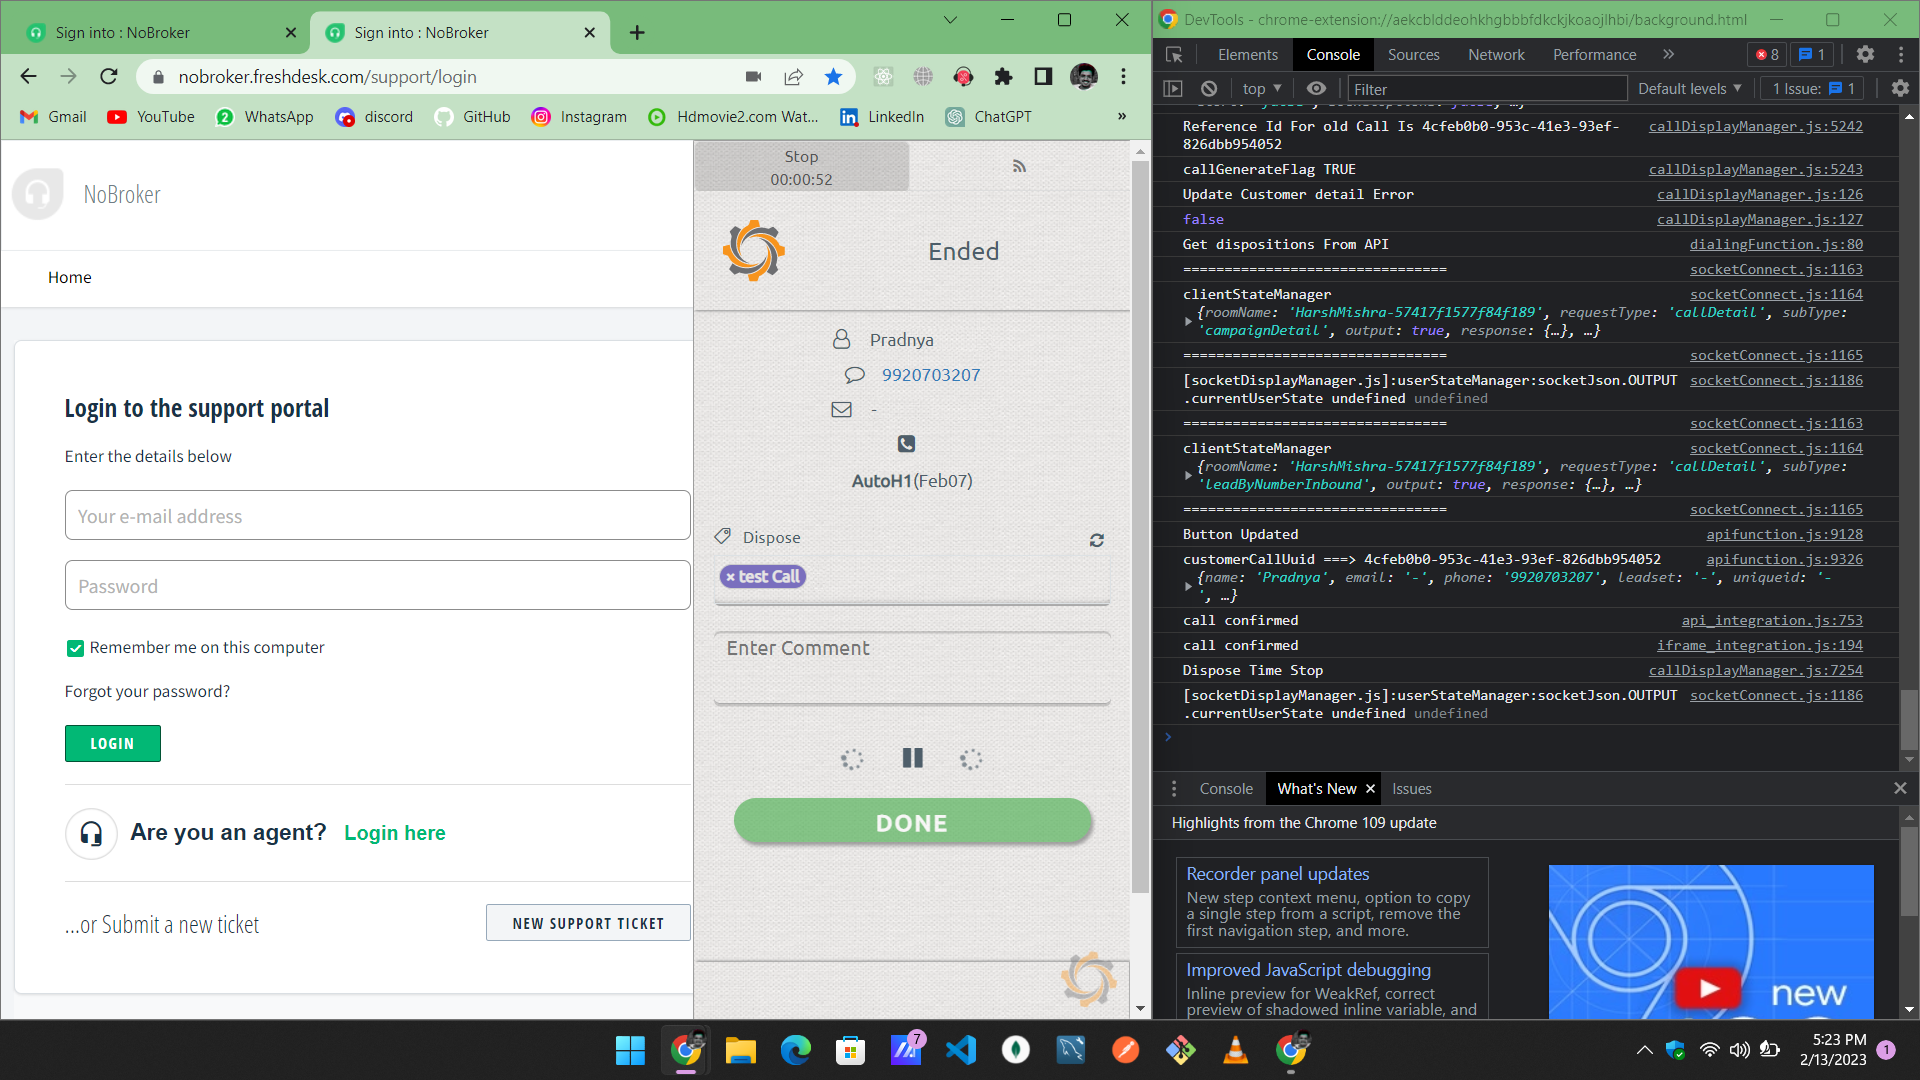 Sign into : NoBroker
Sign into : NoBroker
nobroker.freshdesk.com/support/login
Gmail
YouTube
2
WhatsApp
discord
GitHub
Instagram
Hdmovie2.com Wat...
LinkedIn
ChatGPT
»
NoBroker
Home
Login to the support portal
Enter the details below
Your e-mail address
Password
Remember me on this computer
Forgot your password?
LOGIN
Are you an agent? Login here
...or Submit a new ticket
NEW SUPPORT TICKET
Stop
00:00:52
Ended
Pradnya
9920703207
-
AutoH1(Feb07)
Dispose
× test Call
Enter Comment
DONE
DevTools - chrome-extension://aekcblddeohkhgbbbfdkckjkoaojlhbi/background.html
Elements
Console
Sources
Network
Performance
»
8
1
top
Filter
Default levels
1 Issue: 1
Reference Id For old Call Is 4cfeb0b0-953c-41e3-93ef- callDisplayManager.js:5242
826dbb954052
callGenerateFlag TRUE callDisplayManager.js:5243
Update Customer detail Error callDisplayManager.js:126
false callDisplayManager.js:127
Get dispositions From API dialingFunction.js:80
================================ socketConnect.js:1163
clientStateManager socketConnect.js:1164
{roomName: 'HarshMishra-57417f1577f84f189', requestType: 'callDetail', subType:
'campaignDetail', output: true, response: {…}, …}
================================ socketConnect.js:1165
[socketDisplayManager.js]:userStateManager:socketJson.OUTPUT socketConnect.js:1186
.currentUserState undefined undefined
================================ socketConnect.js:1163
clientStateManager socketConnect.js:1164
{roomName: 'HarshMishra-57417f1577f84f189', requestType: 'callDetail', subType:
'leadByNumberInbound', output: true, response: {…}, …}
================================ socketConnect.js:1165
Button Updated apifunction.js:9128
customerCallUuid ===> 4cfeb0b0-953c-41e3-93ef-826dbb954052 apifunction.js:9326
{name: 'Pradnya', email: '-', phone: '9920703207', leadset: '-', uniqueid: '-
', …}
call confirmed api_integration.js:753
call confirmed iframe_integration.js:194
Dispose Time Stop callDisplayManager.js:7254
[socketDisplayManager.js]:userStateManager:socketJson.OUTPUT socketConnect.js:1186
.currentUserState undefined undefined
Console
What's New
Issues
Highlights from the Chrome 109 update
Recorder panel updates
New step context menu, option to copy
a single step from a script, remove the
first navigation step, and more.
Improved JavaScript debugging
Inline preview for WeakRef, correct
preview of shadowed inline variable, and
new
7
5:23 PM
2/13/2023
1